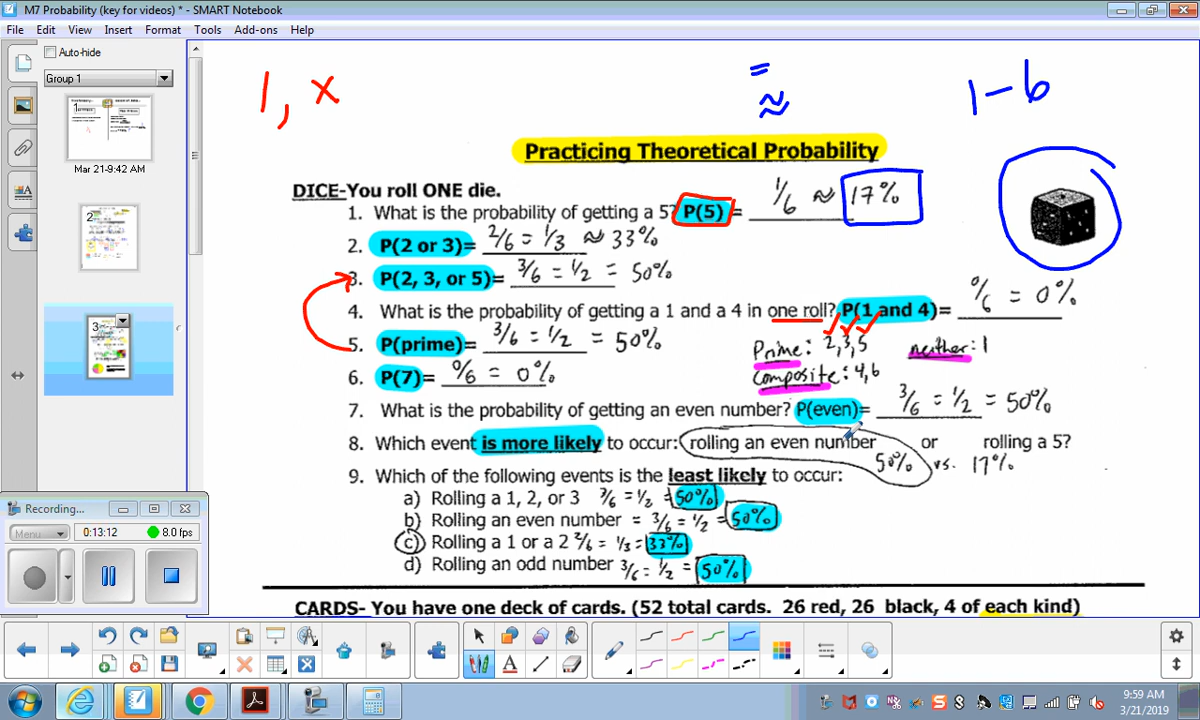 M7 Probability (key for videos) * - SMART Notebook
File Edit View Insert Format Tools Add-ons Help
Auto-hide
Group 1
1
Mar 21-9:42 AM
2
3
Recording...
Menu
0:13:12
8.0 fps
1, x
=
≈
1-6
Practicing Theoretical Probability
DICE-You roll ONE die.
1. What is the probability of getting a 5? P(5) = 1/6 ≈ 17%
2. P(2 or 3)= 2/6 = 1/3 ≈ 33%
3. P(2, 3, or 5)= 3/6 = 1/2 = 50%
4. What is the probability of getting a 1 and a 4 in one roll? P(1 and 4)= 0/6 = 0%
5. P(prime)= 3/6 = 1/2 = 50%
Prime: 2,3,5 neither: 1
Composite: 4,6
6. P(7)= 0/6 = 0%
7. What is the probability of getting an even number? P(even)= 3/6 = 1/2 = 50%
8. Which event is more likely to occur: rolling an even number or rolling a 5?
50% vs. 17%
9. Which of the following events is the least likely to occur:
a) Rolling a 1, 2, or 3 3/6 = 1/2 = 50%
b) Rolling an even number = 3/6 = 1/2 = 50%
c) Rolling a 1 or a 2 2/6 = 1/3 = 33%
d) Rolling an odd number 3/6 = 1/2 = 50%
CARDS- You have one deck of cards. (52 total cards. 26 red, 26 black, 4 of each kind)
9:59 AM
3/21/2019